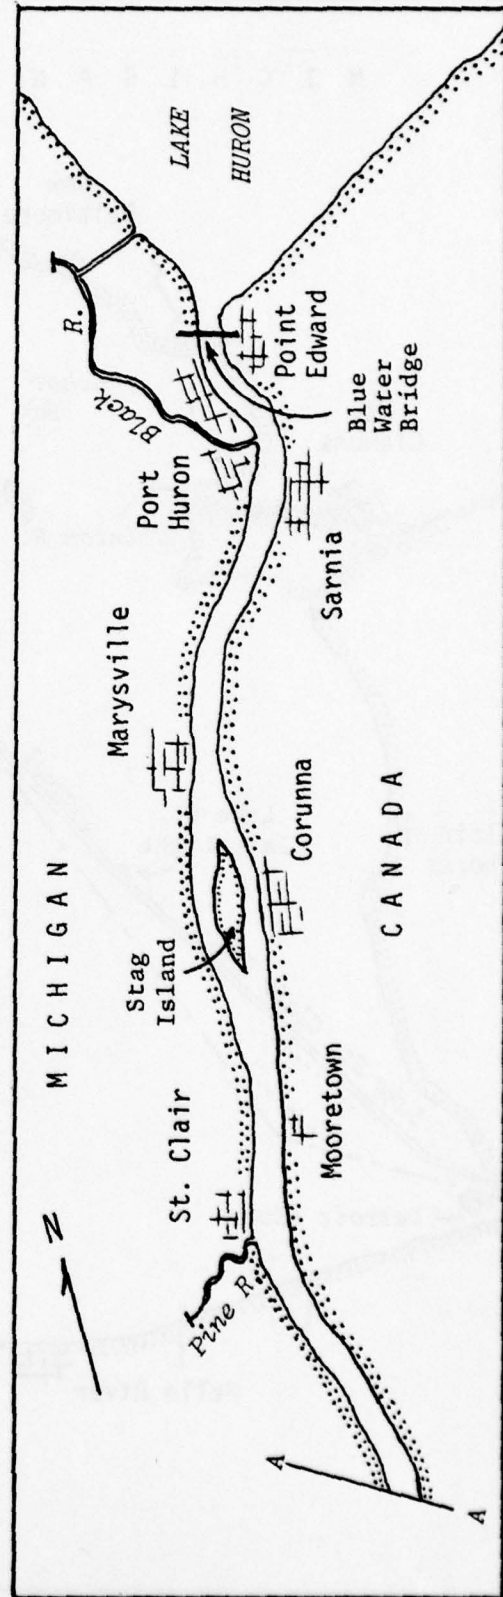 MICHIGAN
N
LAKE
HURON
Black
R.
Port
Huron
Point
Edward
Blue
Water
Bridge
Sarnia
Marysville
Stag
Island
Corunna
CANADA
St. Clair
Mooretown
Pine R.
A
A